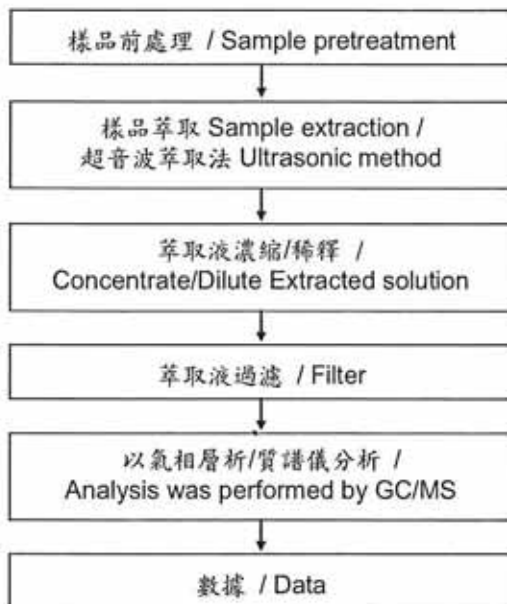 樣品前處理 / Sample pretreatment
樣品萃取 Sample extraction /
超音波萃取法 Ultrasonic method
萃取液濃縮/稀釋 /
Concentrate/Dilute Extracted solution
萃取液過濾 / Filter
以氣相層析/質譜儀分析 /
Analysis was performed by GC/MS
數據 / Data